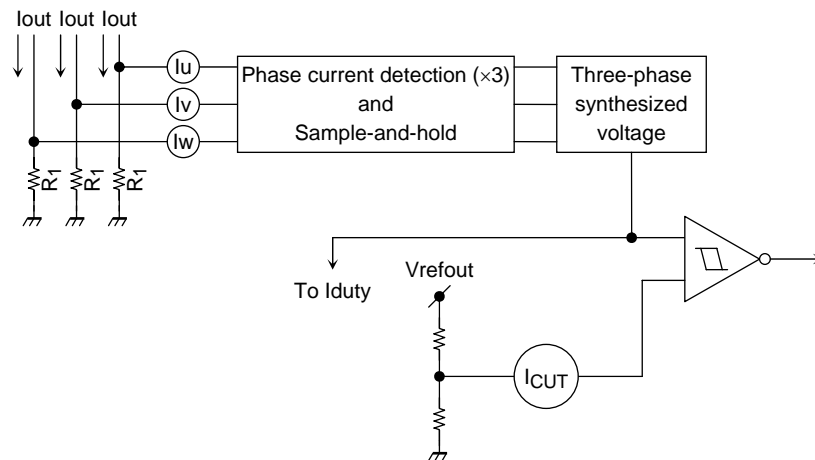 Iout Iout Iout
Iu
Iv
Iw
Phase current detection (×3)
and
Sample-and-hold
Three-phase
synthesized
voltage
R1 R1 R1
To Iduty
Vrefout
ICUT